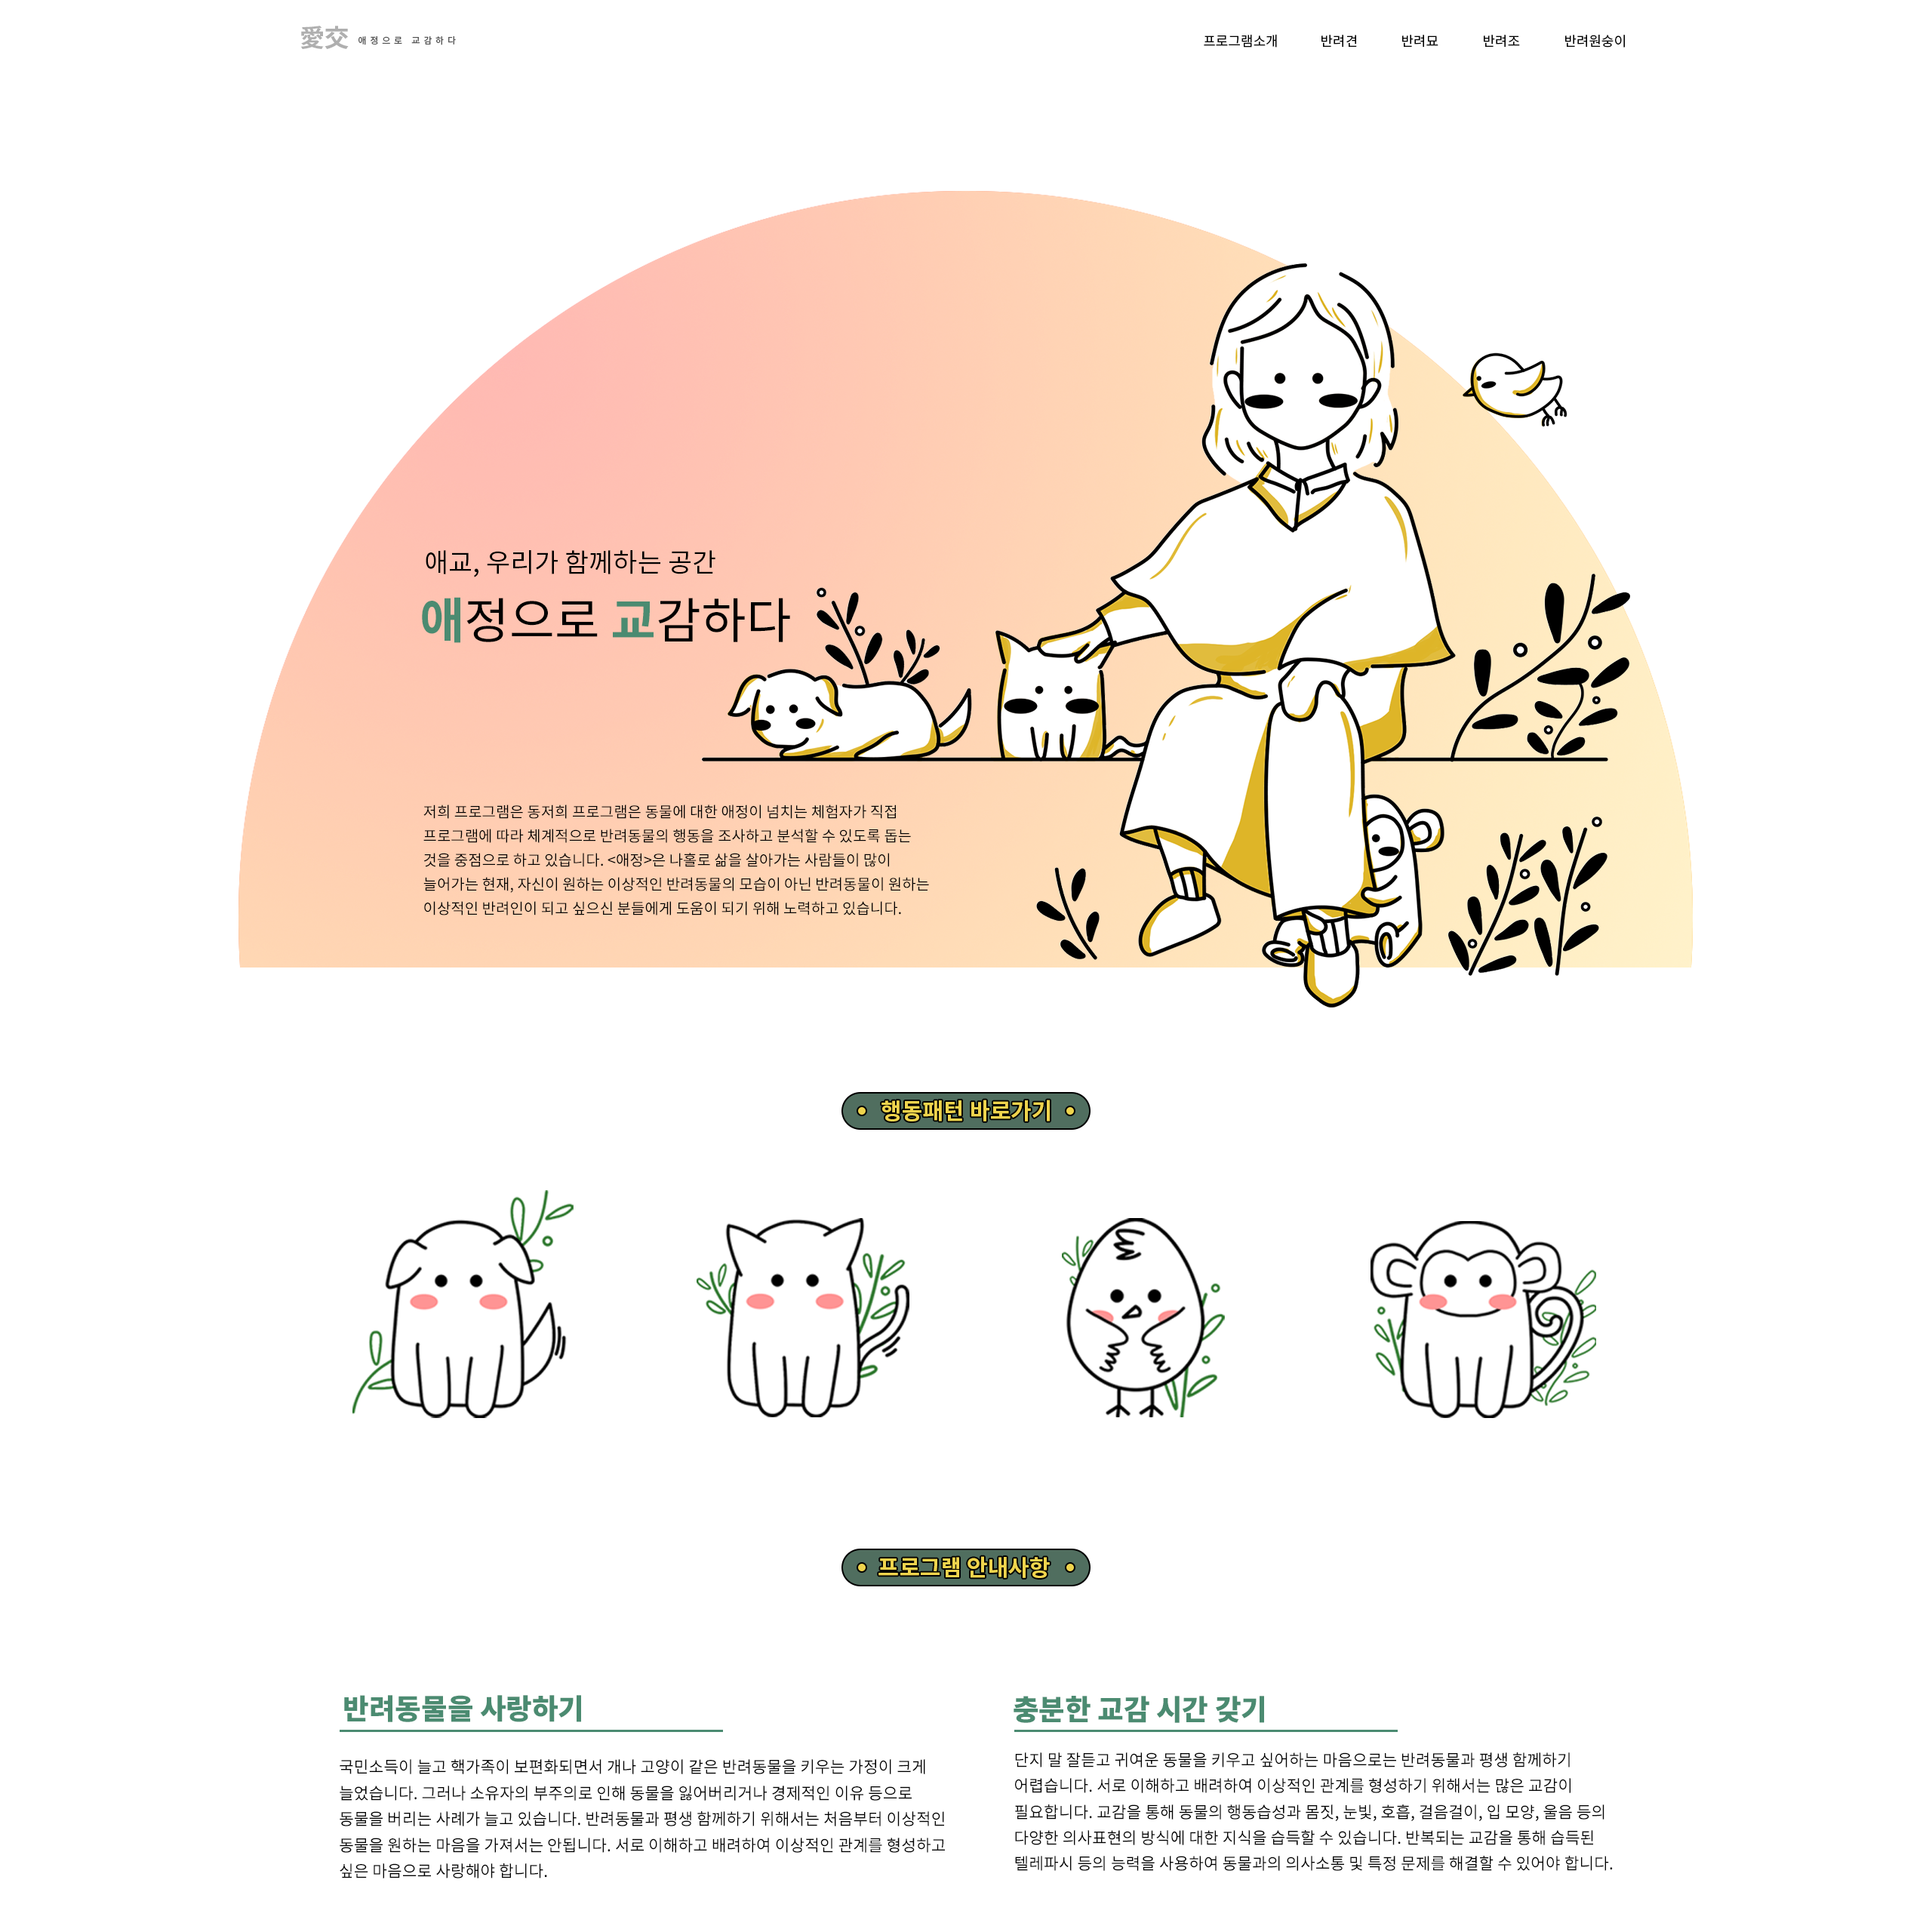 愛交 애정으로 교감하다
프로그램소개 반려견 반려묘 반려조 반려원숭이
애교, 우리가 함께하는 공간
애정으로 교감하다
저희 프로그램은 동저희 프로그램은 동물에 대한 애정이 넘치는 체험자가 직접
프로그램에 따라 체계적으로 반려동물의 행동을 조사하고 분석할 수 있도록 돕는
것을 중점으로 하고 있습니다. <애정>은 나홀로 삶을 살아가는 사람들이 많이
늘어가는 현재, 자신이 원하는 이상적인 반려동물의 모습이 아닌 반려동물이 원하는
이상적인 반려인이 되고 싶으신 분들에게 도움이 되기 위해 노력하고 있습니다.
행동패턴 바로가기
프로그램 안내사항
반려동물을 사랑하기
국민소득이 늘고 핵가족이 보편화되면서 개나 고양이 같은 반려동물을 키우는 가정이 크게
늘었습니다. 그러나 소유자의 부주의로 인해 동물을 잃어버리거나 경제적인 이유 등으로
동물을 버리는 사례가 늘고 있습니다. 반려동물과 평생 함께하기 위해서는 처음부터 이상적인
동물을 원하는 마음을 가져서는 안됩니다. 서로 이해하고 배려하여 이상적인 관계를 형성하고
싶은 마음으로 사랑해야 합니다.
충분한 교감 시간 갖기
단지 말 잘듣고 귀여운 동물을 키우고 싶어하는 마음으로는 반려동물과 평생 함께하기
어렵습니다. 서로 이해하고 배려하여 이상적인 관계를 형성하기 위해서는 많은 교감이
필요합니다. 교감을 통해 동물의 행동습성과 몸짓, 눈빛, 호흡, 걸음걸이, 입 모양, 울음 등의
다양한 의사표현의 방식에 대한 지식을 습득할 수 있습니다. 반복되는 교감을 통해 습득된
텔레파시 등의 능력을 사용하여 동물과의 의사소통 및 특정 문제를 해결할 수 있어야 합니다.